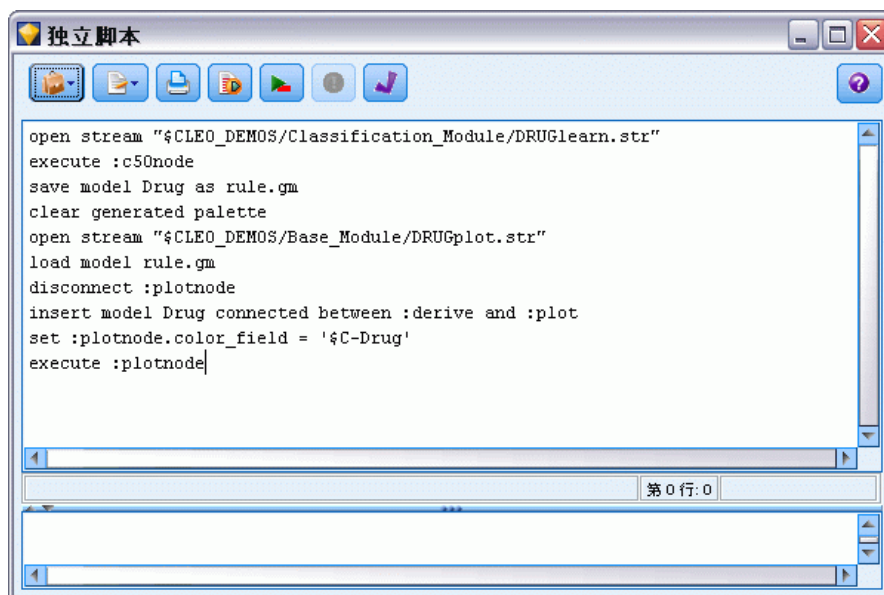 独立脚本
open stream "$CLEO_DEMOS/Classification_Module/DRUGlearn.str"
execute :c50node
save model Drug as rule.gm
clear generated palette
open stream "$CLEO_DEMOS/Base_Module/DRUGplot.str"
load model rule.gm
disconnect :plotnode
insert model Drug connected between :derive and :plot
set :plotnode.color_field = '$C-Drug'
execute :plotnode
第 0 行: 0